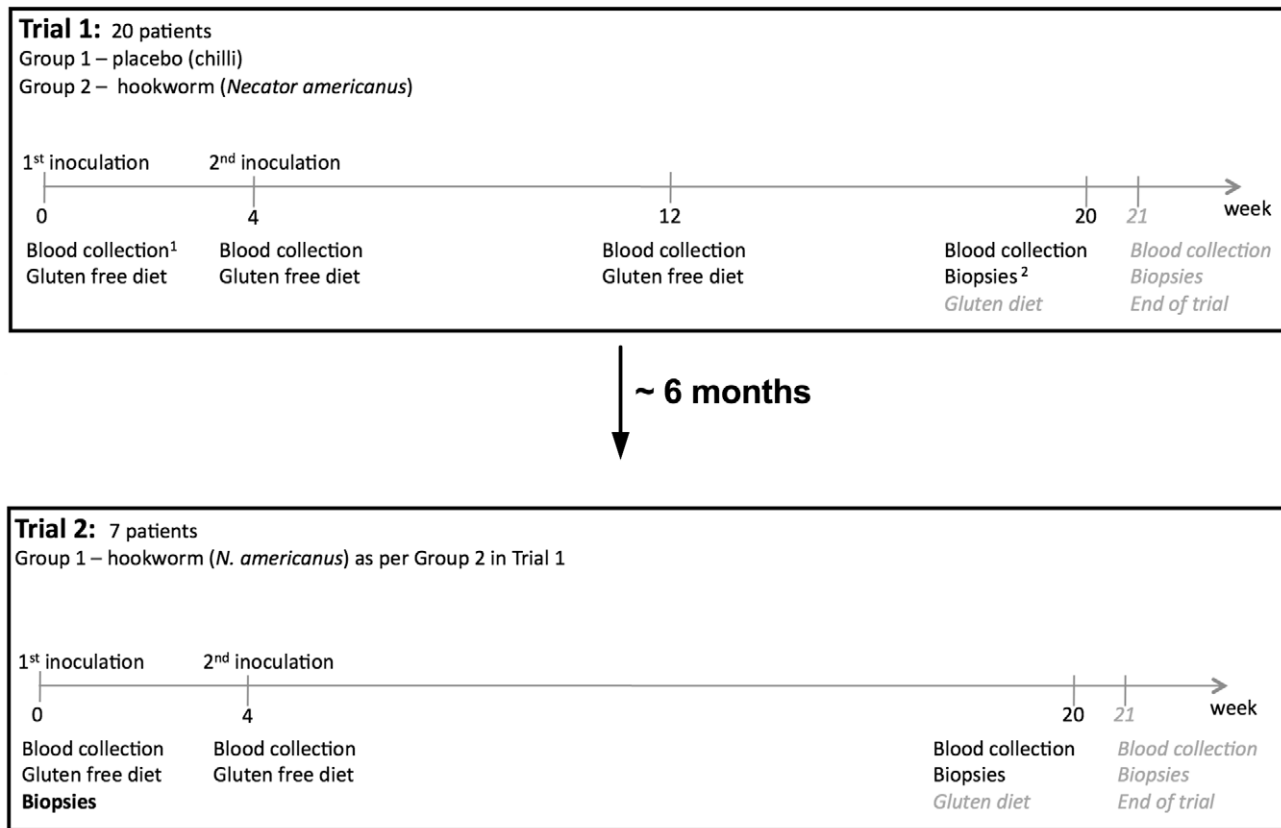 Trial 1: 20 patients
Group 1 – placebo (chilli)
Group 2 – hookworm (Necator americanus)
1st inoculation 2nd inoculation
0 4 12 20 21 week
Blood collection1 Blood collection Blood collection Blood collection Blood collection
Gluten free diet Gluten free diet Gluten free diet Biopsies 2 Biopsies
Gluten diet End of trial
~ 6 months
Trial 2: 7 patients
Group 1 – hookworm (N. americanus) as per Group 2 in Trial 1
1st inoculation 2nd inoculation
0 4 20 21 week
Blood collection Blood collection Blood collection Blood collection
Gluten free diet Gluten free diet Biopsies Biopsies
Biopsies Gluten diet End of trial